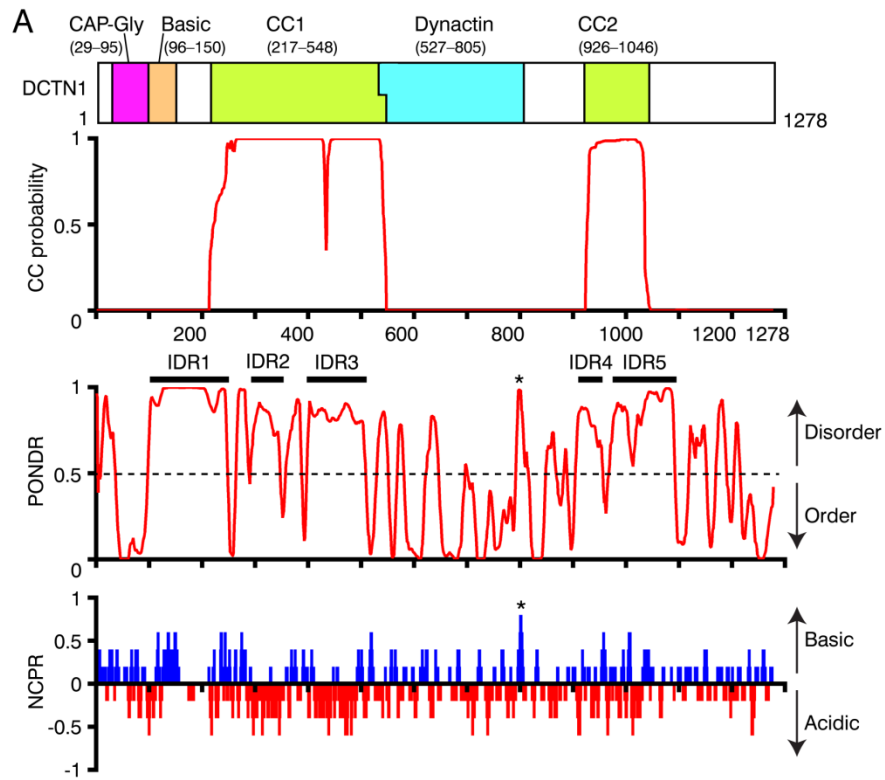 A
CAP-Gly Basic CC1 Dynactin CC2
(29–95) (96–150) (217–548) (527–805) (926–1046)
DCTN1
1 1278
CC probability
1
0.5
0
200 400 600 800 1000 1200 1278
IDR1 IDR2 IDR3 * IDR4 IDR5
PONDR
1
0.5
0
Disorder
Order
NCPR
1
0.5
0
-0.5
-1
*
Basic
Acidic